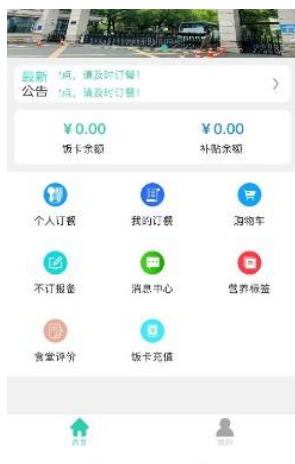 最新 点，请及时订餐！
公告 点，请及时订餐！
￥0.00 ￥0.00
饭卡余额 补贴余额
个人订餐 我的订餐 购物车
不订报备 消息中心 营养标签
食堂评价 饭卡充值
首页 我的